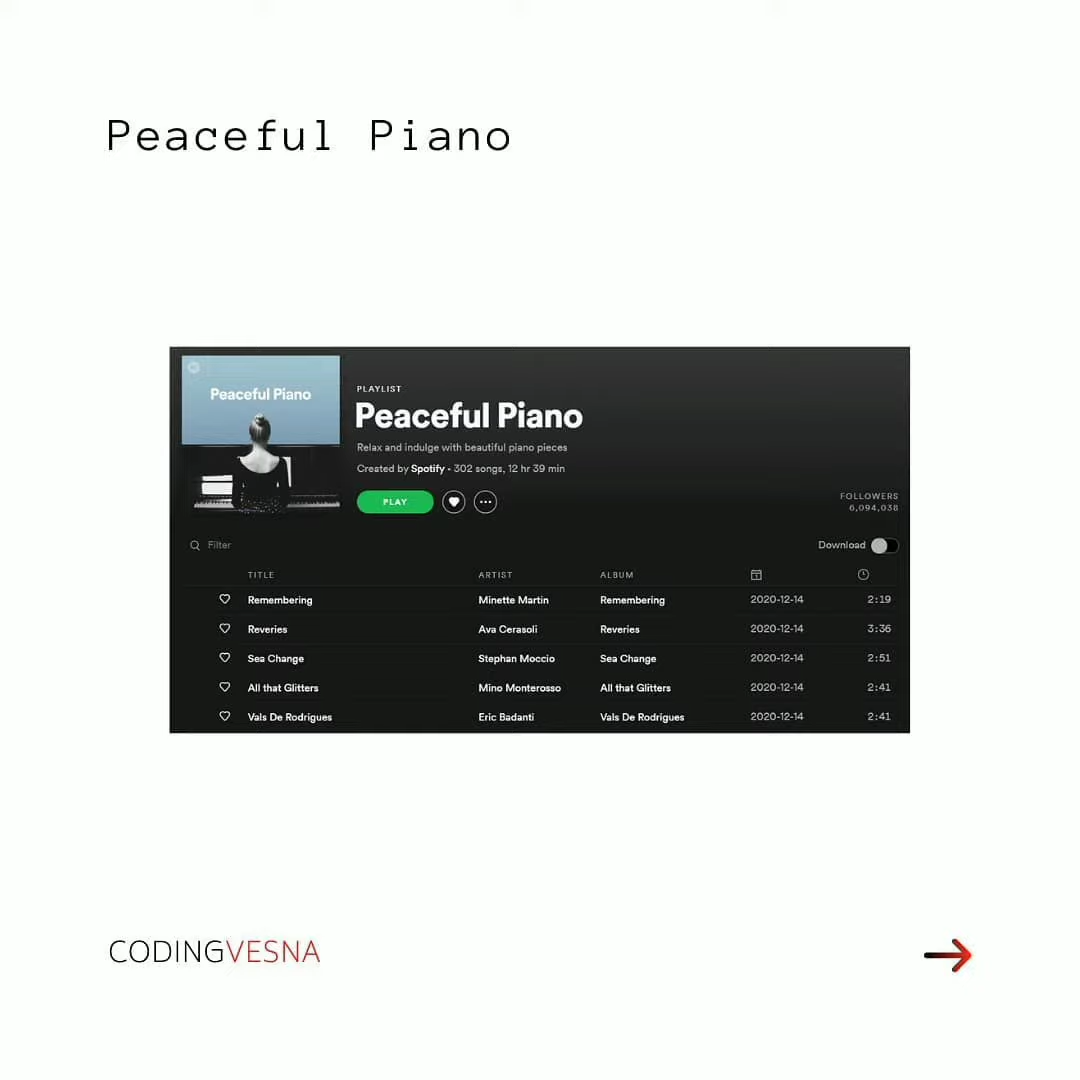 Peaceful Piano
Peaceful Piano
PLAYLIST
Peaceful Piano
Relax and indulge with beautiful piano pieces
Created by Spotify • 302 songs, 12 hr 39 min
PLAY
FOLLOWERS
6,094,038
Filter
Download
TITLE ARTIST ALBUM
Remembering Minette Martin Remembering 2020-12-14 2:19
Reveries Ava Cerasoli Reveries 2020-12-14 3:36
Sea Change Stephan Moccio Sea Change 2020-12-14 2:51
All that Glitters Mino Monterosso All that Glitters 2020-12-14 2:41
Vals De Rodrigues Eric Badanti Vals De Rodrigues 2020-12-14 2:41
CODINGVESNA